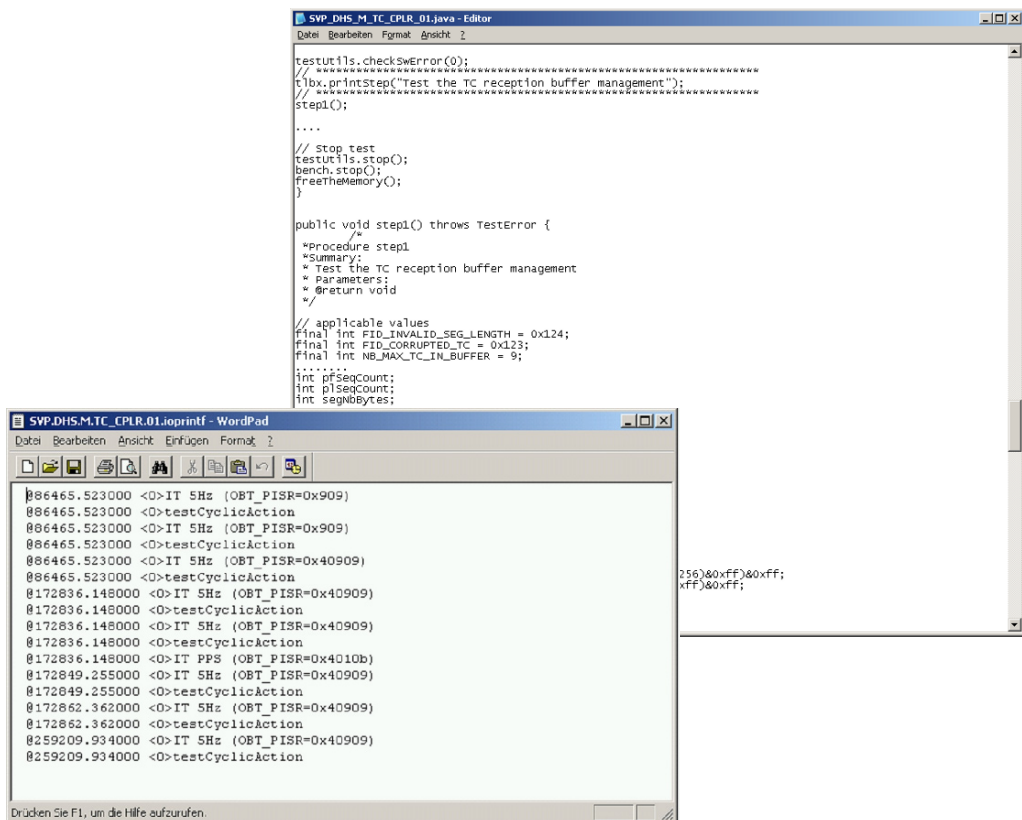 SVP_DHS_M_TC_CPLR_01.java - Editor
Datei Bearbeiten Format Ansicht ?
testUtils.checkSwError(0);
// *****************************************************************
tlbx.printStep("Test the TC reception buffer management");
// *****************************************************************
step1();
....
// Stop test
testUtils.stop();
bench.stop();
freeTheMemory();
}
public void step1() throws TestError {
/*
*Procedure step1
*Summary:
* Test the TC reception buffer management
* Parameters:
* @return void
*/
// applicable values
final int FID_INVALID_SEG_LENGTH = 0x124;
final int FID_CORRUPTED_TC = 0x123;
final int NB_MAX_TC_IN_BUFFER = 9;
........
int pfSeqCount;
int plSeqCount;
int segNbBytes;
256)&0xff)&0xff;
xff)&0xff;
SVP.DHS.M.TC_CPLR.01.ioprintf - WordPad
Datei Bearbeiten Ansicht Einfügen Format ?
@86465.523000 <0>IT 5Hz (OBT_PISR=0x909)
@86465.523000 <0>testCyclicAction
@86465.523000 <0>IT 5Hz (OBT_PISR=0x909)
@86465.523000 <0>testCyclicAction
@86465.523000 <0>IT 5Hz (OBT_PISR=0x40909)
@86465.523000 <0>testCyclicAction
@172836.148000 <0>IT 5Hz (OBT_PISR=0x40909)
@172836.148000 <0>testCyclicAction
@172836.148000 <0>IT 5Hz (OBT_PISR=0x40909)
@172836.148000 <0>testCyclicAction
@172836.148000 <0>IT PPS (OBT_PISR=0x4010b)
@172849.255000 <0>IT 5Hz (OBT_PISR=0x40909)
@172849.255000 <0>testCyclicAction
@172862.362000 <0>IT 5Hz (OBT_PISR=0x40909)
@172862.362000 <0>testCyclicAction
@259209.934000 <0>IT 5Hz (OBT_PISR=0x40909)
@259209.934000 <0>testCyclicAction
Drücken Sie F1, um die Hilfe aufzurufen.